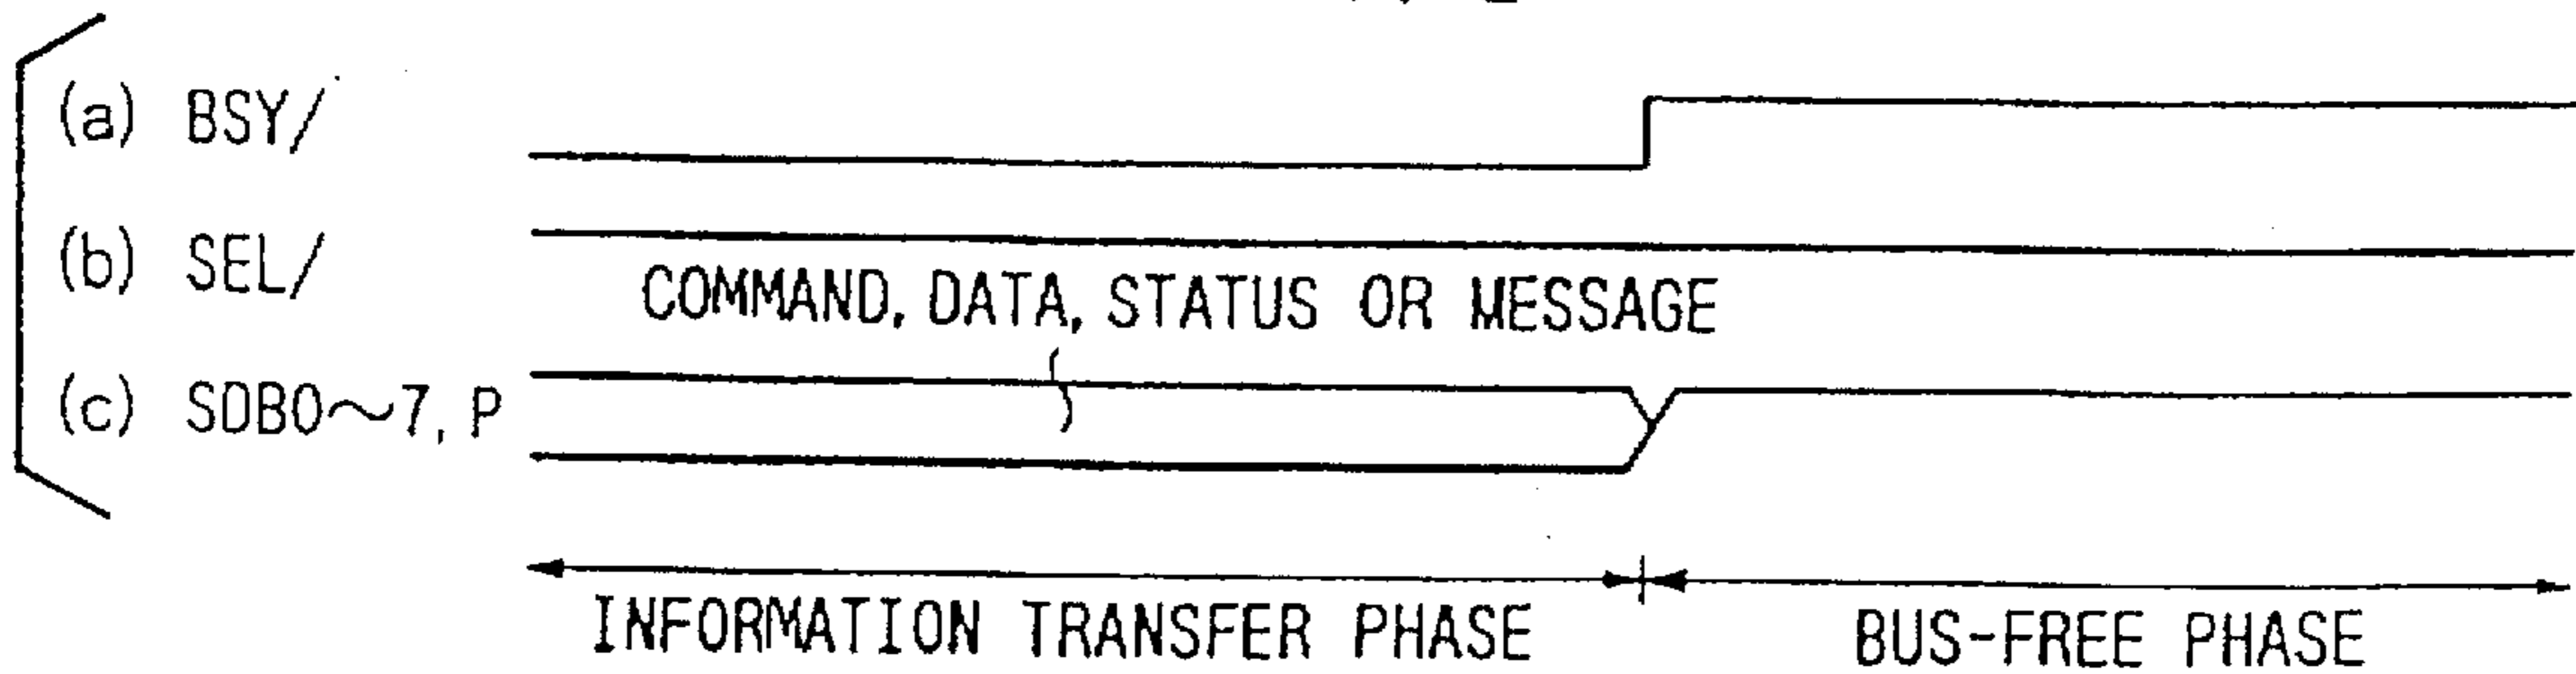 (a) BSY/
(b) SEL/
COMMAND, DATA, STATUS OR MESSAGE
(c) SDB0～7, P
INFORMATION TRANSFER PHASE
BUS-FREE PHASE